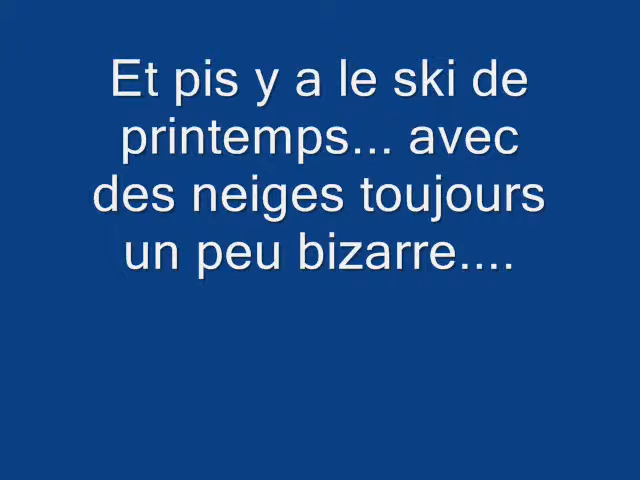 Et pis y a le ski de
printemps... avec
des neiges toujours
un peu bizarre....